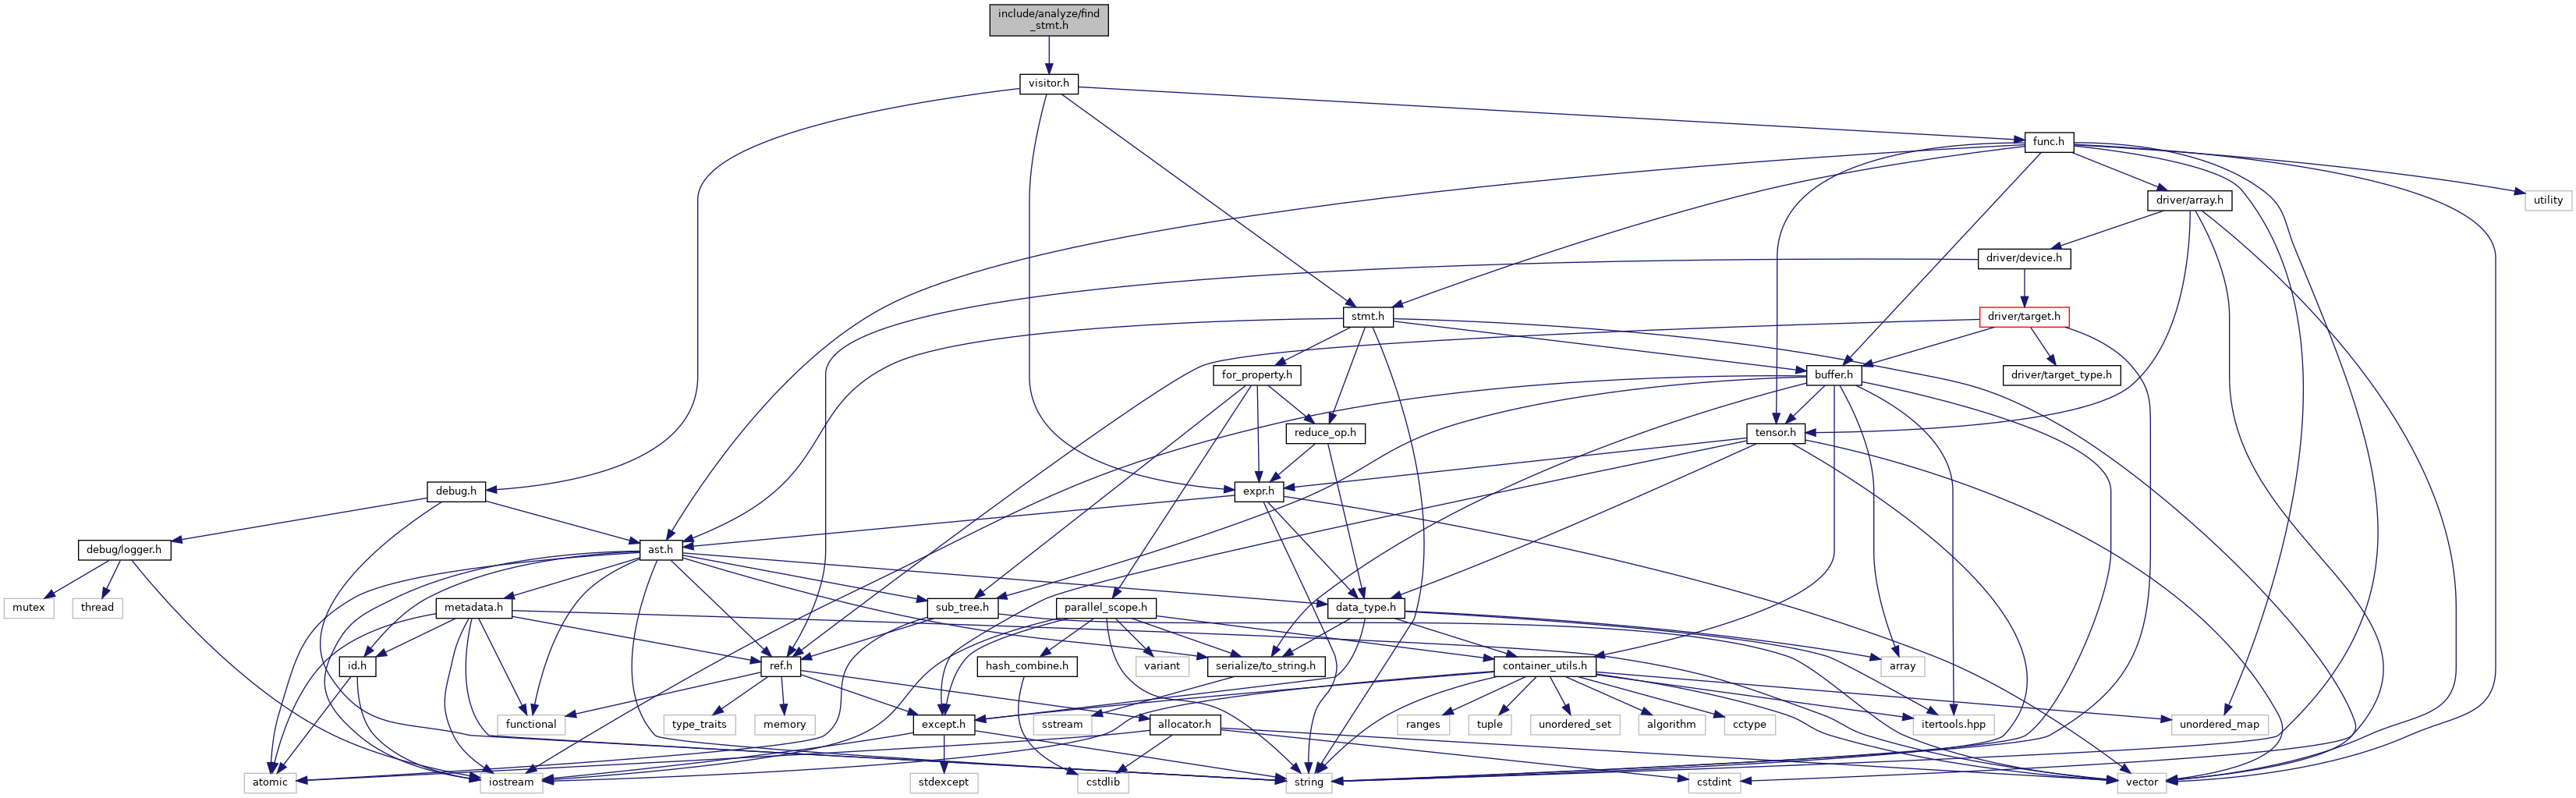 include/analyze/find
_stmt.h
visitor.h
func.h
driver/array.h
utility
driver/device.h
stmt.h
driver/target.h
for_property.h
buffer.h
driver/target_type.h
reduce_op.h
tensor.h
debug.h
expr.h
debug/logger.h
ast.h
mutex
thread
metadata.h
sub_tree.h
parallel_scope.h
data_type.h
id.h
ref.h
hash_combine.h
variant
serialize/to_string.h
container_utils.h
array
functional
type_traits
memory
except.h
sstream
allocator.h
ranges
tuple
unordered_set
algorithm
cctype
itertools.hpp
unordered_map
atomic
iostream
stdexcept
cstdlib
string
cstdint
vector